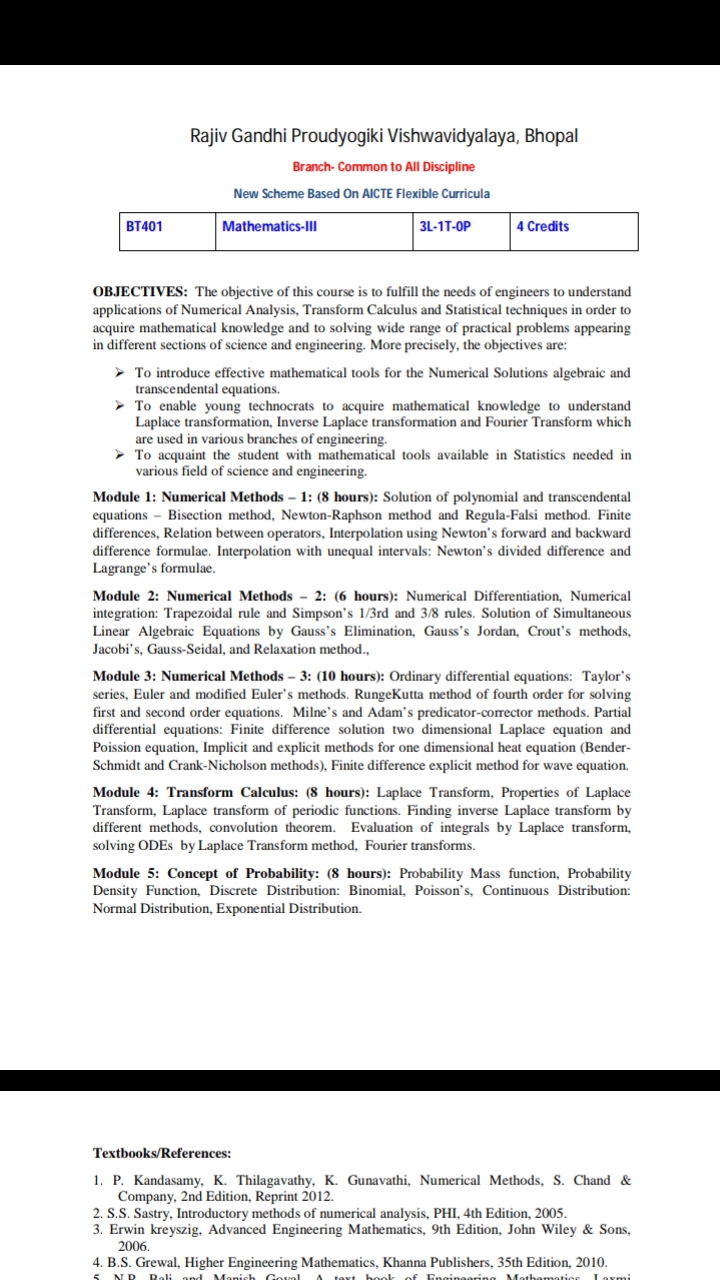 Rajiv Gandhi Proudyogiki Vishwavidyalaya, Bhopal
Branch- Common to All Discipline
New Scheme Based On AICTE Flexible Curricula
BT401 Mathematics-III 3L-1T-0P 4 Credits
OBJECTIVES: The objective of this course is to fulfill the needs of engineers to understand
applications of Numerical Analysis, Transform Calculus and Statistical techniques in order to
acquire mathematical knowledge and to solving wide range of practical problems appearing
in different sections of science and engineering. More precisely, the objectives are:
➢ To introduce effective mathematical tools for the Numerical Solutions algebraic and
transcendental equations.
➢ To enable young technocrats to acquire mathematical knowledge to understand
Laplace transformation, Inverse Laplace transformation and Fourier Transform which
are used in various branches of engineering.
➢ To acquaint the student with mathematical tools available in Statistics needed in
various field of science and engineering.
Module 1: Numerical Methods – 1: (8 hours): Solution of polynomial and transcendental
equations – Bisection method, Newton-Raphson method and Regula-Falsi method. Finite
differences, Relation between operators, Interpolation using Newton's forward and backward
difference formulae. Interpolation with unequal intervals: Newton's divided difference and
Lagrange's formulae.
Module 2: Numerical Methods – 2: (6 hours): Numerical Differentiation, Numerical
integration: Trapezoidal rule and Simpson's 1/3rd and 3/8 rules. Solution of Simultaneous
Linear Algebraic Equations by Gauss's Elimination, Gauss's Jordan, Crout's methods,
Jacobi's, Gauss-Seidal, and Relaxation method.,
Module 3: Numerical Methods – 3: (10 hours): Ordinary differential equations: Taylor's
series, Euler and modified Euler's methods. RungeKutta method of fourth order for solving
first and second order equations. Milne's and Adam's predicator-corrector methods. Partial
differential equations: Finite difference solution two dimensional Laplace equation and
Poission equation, Implicit and explicit methods for one dimensional heat equation (Bender-
Schmidt and Crank-Nicholson methods), Finite difference explicit method for wave equation.
Module 4: Transform Calculus: (8 hours): Laplace Transform, Properties of Laplace
Transform, Laplace transform of periodic functions. Finding inverse Laplace transform by
different methods, convolution theorem. Evaluation of integrals by Laplace transform,
solving ODEs by Laplace Transform method, Fourier transforms.
Module 5: Concept of Probability: (8 hours): Probability Mass function, Probability
Density Function, Discrete Distribution: Binomial, Poisson's, Continuous Distribution:
Normal Distribution, Exponential Distribution.
Textbooks/References:
1. P. Kandasamy, K. Thilagavathy, K. Gunavathi, Numerical Methods, S. Chand &
Company, 2nd Edition, Reprint 2012.
2. S.S. Sastry, Introductory methods of numerical analysis, PHI, 4th Edition, 2005.
3. Erwin kreyszig, Advanced Engineering Mathematics, 9th Edition, John Wiley & Sons,
2006.
4. B.S. Grewal, Higher Engineering Mathematics, Khanna Publishers, 35th Edition, 2010.
5. N.P. Bali and Manish Goyal, A text book of Engineering Mathematics, Laxmi